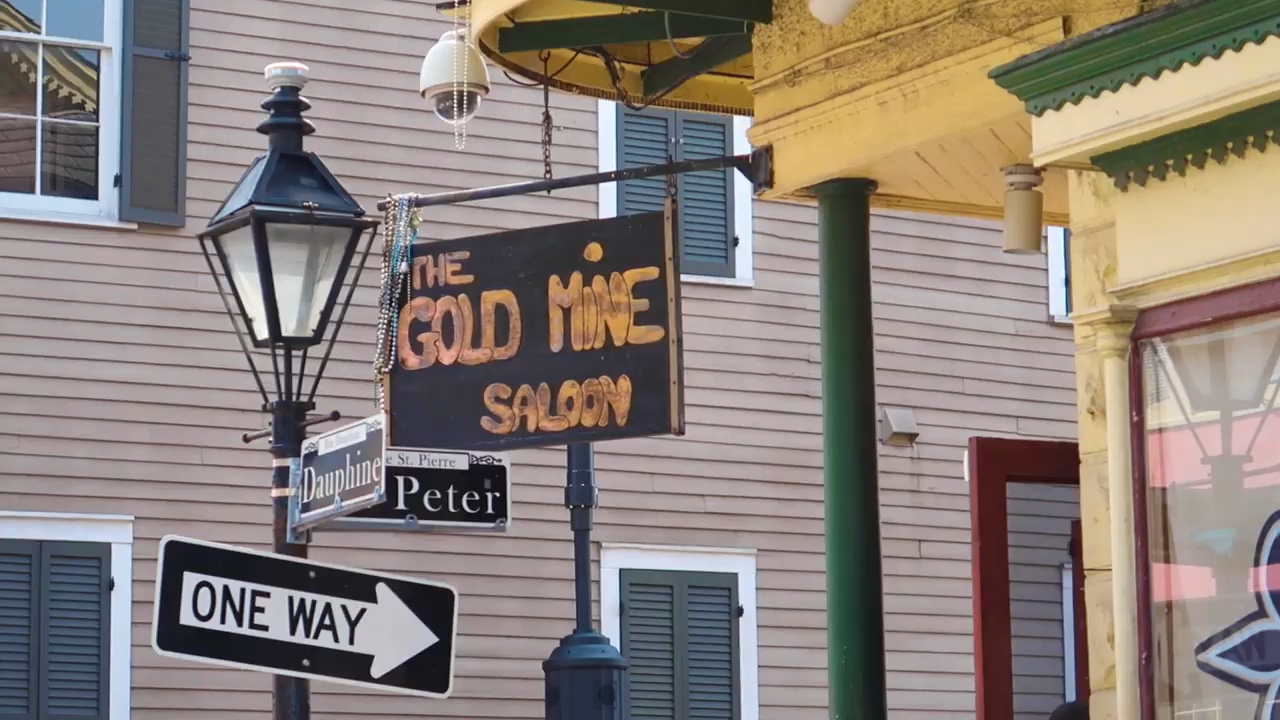 THE
GOLD MINE
SALOON
Dauphine
e St. Pierre
Peter
ONE WAY